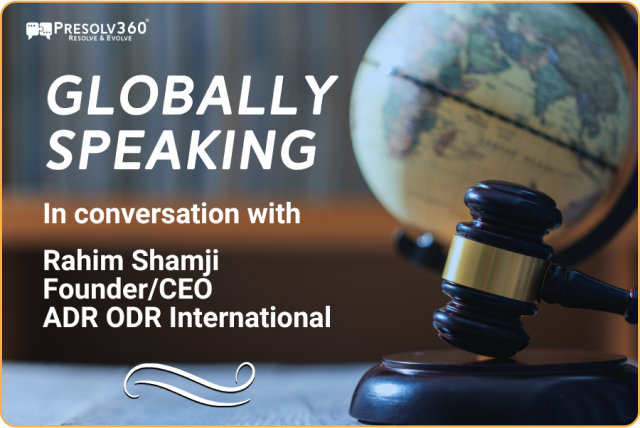 PRESOLV360
RESOLVE & EVOLVE
GLOBALLY
SPEAKING
In conversation with
Rahim Shamji
Founder/CEO
ADR ODR International